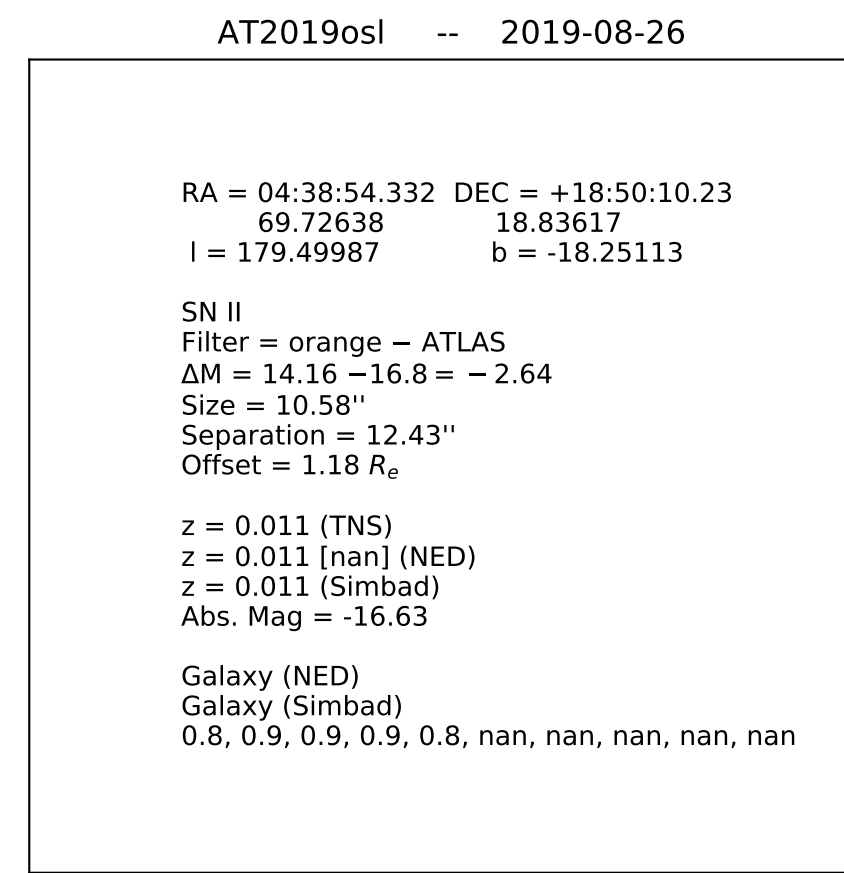 AT2019osl -- 2019-08-26
RA = 04:38:54.332 DEC = +18:50:10.23
69.72638 18.83617
l = 179.49987 b = -18.25113
SN II
Filter = orange − ATLAS
ΔM = 14.16 −16.8 = − 2.64
Size = 10.58''
Separation = 12.43''
Offset = 1.18 Re
z = 0.011 (TNS)
z = 0.011 [nan] (NED)
z = 0.011 (Simbad)
Abs. Mag = -16.63
Galaxy (NED)
Galaxy (Simbad)
0.8, 0.9, 0.9, 0.9, 0.8, nan, nan, nan, nan, nan